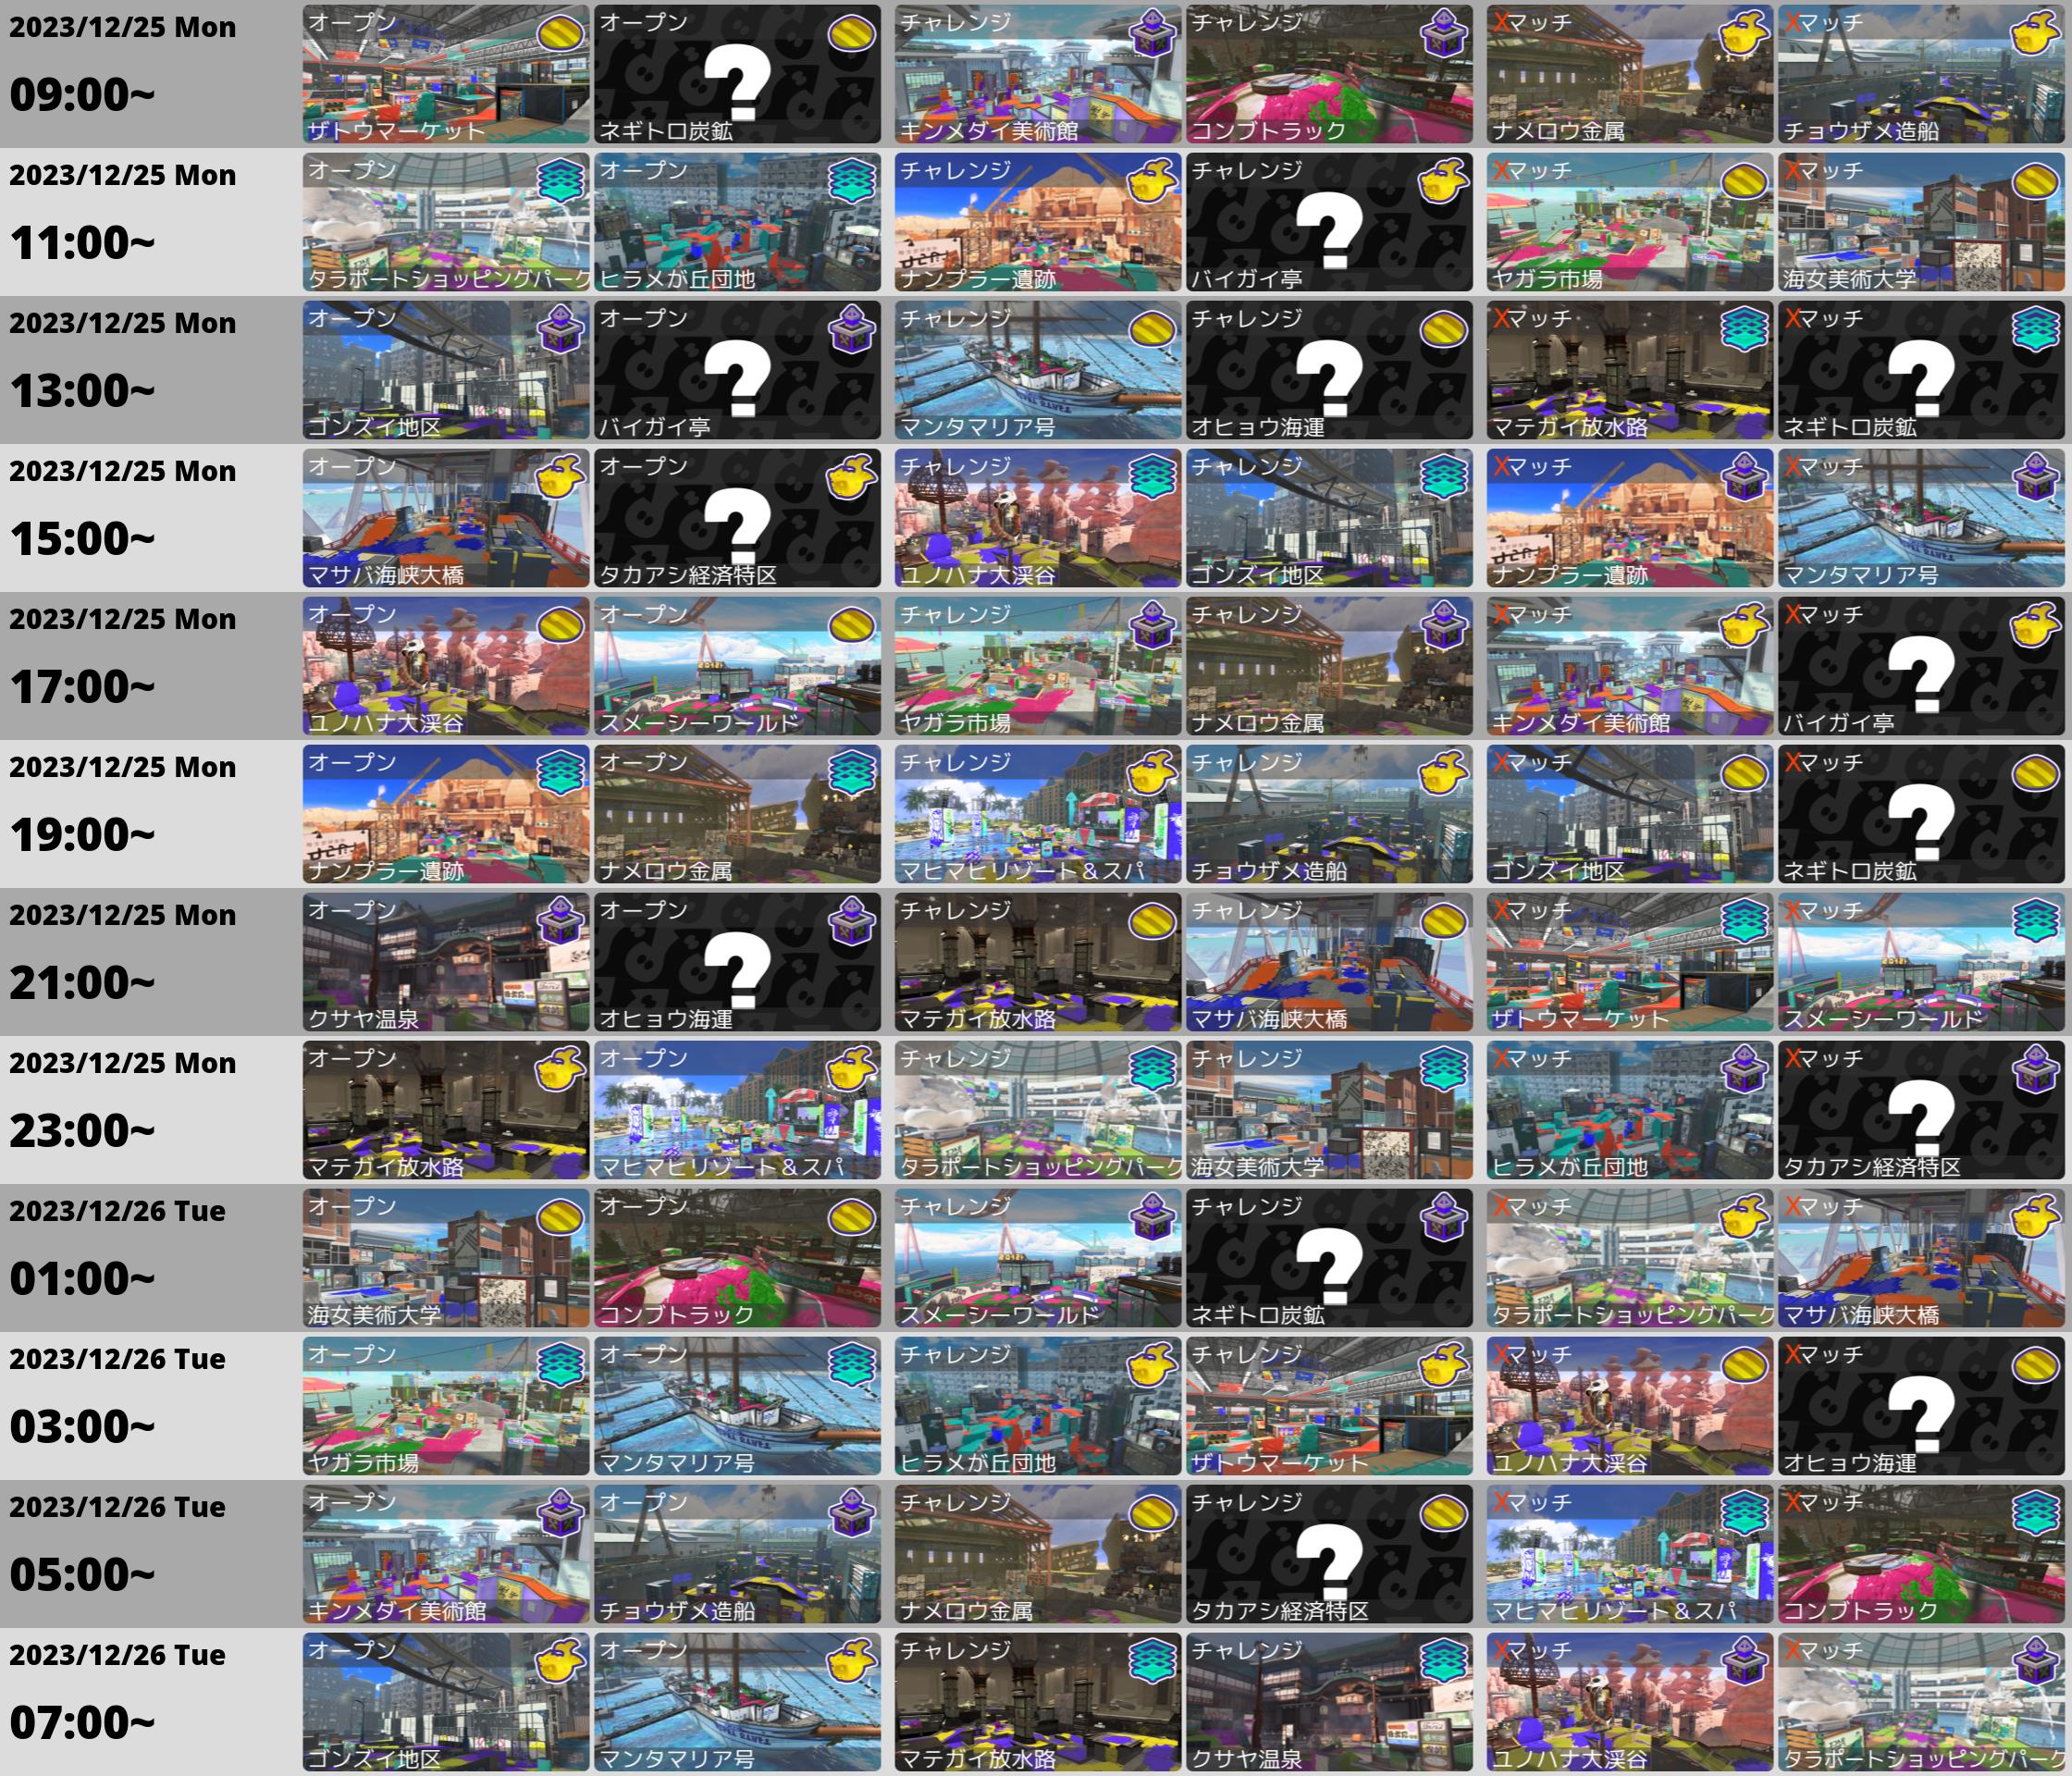 2023/12/25 Mon
09:00~
オープン
ザトウマーケット
オープン
ネギトロ炭鉱
チャレンジ
キンメダイ美術館
チャレンジ
コンブトラック
Xマッチ
ナメロウ金属
Xマッチ
チョウザメ造船
2023/12/25 Mon
11:00~
オープン
タラポートショッピングパーク
オープン
ヒラメが丘団地
チャレンジ
ナンプラー遺跡
チャレンジ
バイガイ亭
Xマッチ
ヤガラ市場
Xマッチ
海女美術大学
2023/12/25 Mon
13:00~
オープン
ゴンズイ地区
オープン
バイガイ亭
チャレンジ
マンタマリア号
チャレンジ
オヒョウ海運
Xマッチ
マテガイ放水路
Xマッチ
ネギトロ炭鉱
2023/12/25 Mon
15:00~
オープン
マサバ海峡大橋
オープン
タカアシ経済特区
チャレンジ
ユノハナ大渓谷
チャレンジ
ゴンズイ地区
Xマッチ
ナンプラー遺跡
Xマッチ
マンタマリア号
2023/12/25 Mon
17:00~
オープン
ユノハナ大渓谷
オープン
スメーシーワールド
チャレンジ
ヤガラ市場
チャレンジ
ナメロウ金属
Xマッチ
キンメダイ美術館
Xマッチ
バイガイ亭
2023/12/25 Mon
19:00~
オープン
ナンプラー遺跡
オープン
ナメロウ金属
チャレンジ
マヒマヒリゾート＆スパ
チャレンジ
チョウザメ造船
Xマッチ
ゴンズイ地区
Xマッチ
ネギトロ炭鉱
2023/12/25 Mon
21:00~
オープン
クサヤ温泉
オープン
オヒョウ海運
チャレンジ
マテガイ放水路
チャレンジ
マサバ海峡大橋
Xマッチ
ザトウマーケット
Xマッチ
スメーシーワールド
2023/12/25 Mon
23:00~
オープン
マテガイ放水路
オープン
マヒマヒリゾート＆スパ
チャレンジ
タラポートショッピングパーク
チャレンジ
海女美術大学
Xマッチ
ヒラメが丘団地
Xマッチ
タカアシ経済特区
2023/12/26 Tue
01:00~
オープン
海女美術大学
オープン
コンブトラック
チャレンジ
スメーシーワールド
チャレンジ
ネギトロ炭鉱
Xマッチ
タラポートショッピングパーク
Xマッチ
マサバ海峡大橋
2023/12/26 Tue
03:00~
オープン
ヤガラ市場
オープン
マンタマリア号
チャレンジ
ヒラメが丘団地
チャレンジ
ザトウマーケット
Xマッチ
ユノハナ大渓谷
Xマッチ
オヒョウ海運
2023/12/26 Tue
05:00~
オープン
キンメダイ美術館
オープン
チョウザメ造船
チャレンジ
ナメロウ金属
チャレンジ
タカアシ経済特区
Xマッチ
マヒマヒリゾート＆スパ
Xマッチ
コンブトラック
2023/12/26 Tue
07:00~
オープン
ゴンズイ地区
オープン
マンタマリア号
チャレンジ
マテガイ放水路
チャレンジ
クサヤ温泉
Xマッチ
ユノハナ大渓谷
Xマッチ
タラポートショッピングパーク